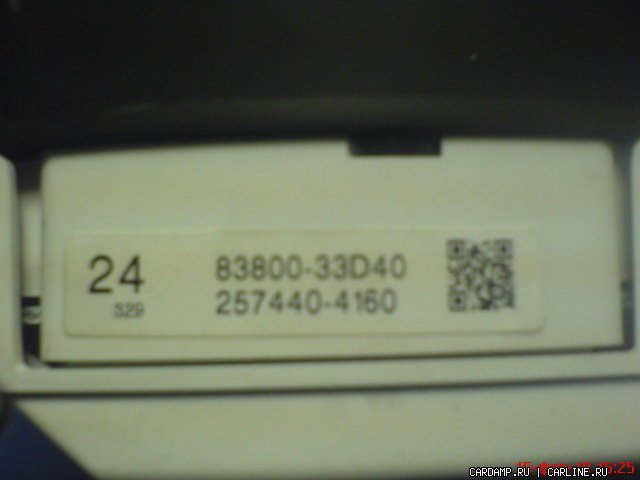 24
329
83800-33D40
257440-4160
CARDAMP.RU | CARLINE.RU